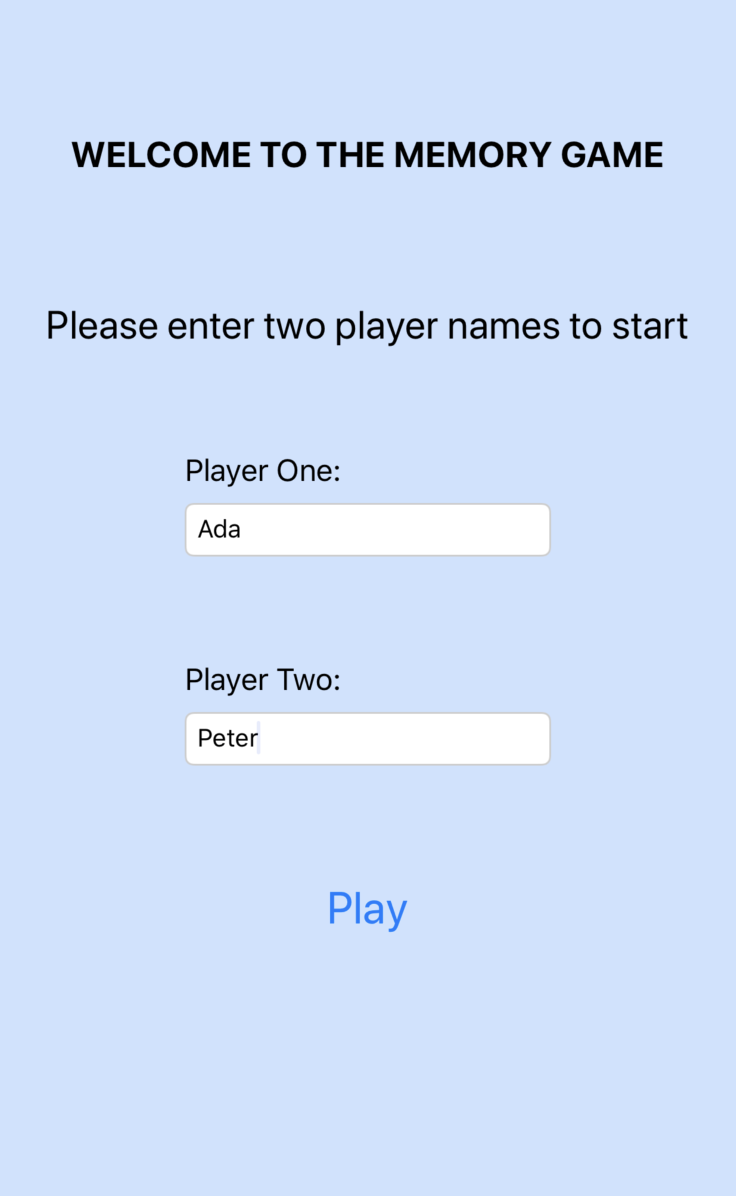 WELCOME TO THE MEMORY GAME
Please enter two player names to start
Player One:
Ada
Player Two:
Peter
Play